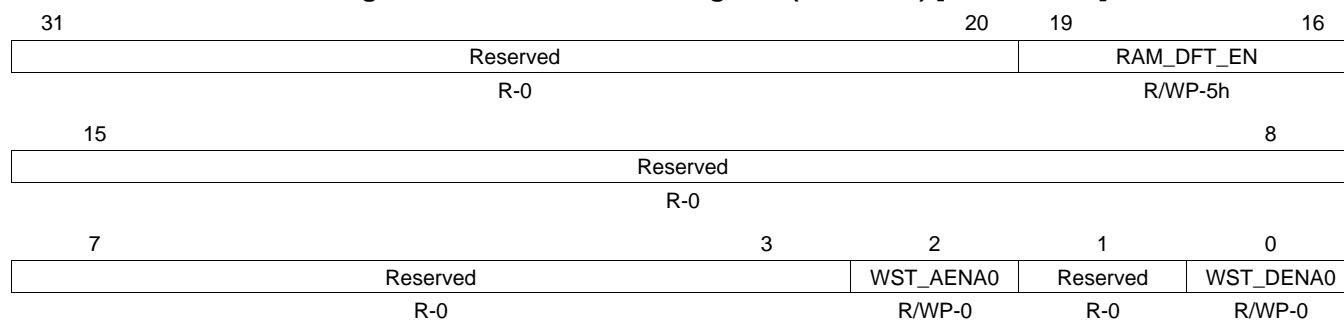 31 20 19 16
Reserved RAM_DFT_EN
R-0 R/WP-5h
15 8
Reserved
R-0
7 3 2 1 0
Reserved WST_AENA0 Reserved WST_DENA0
R-0 R/WP-0 R-0 R/WP-0